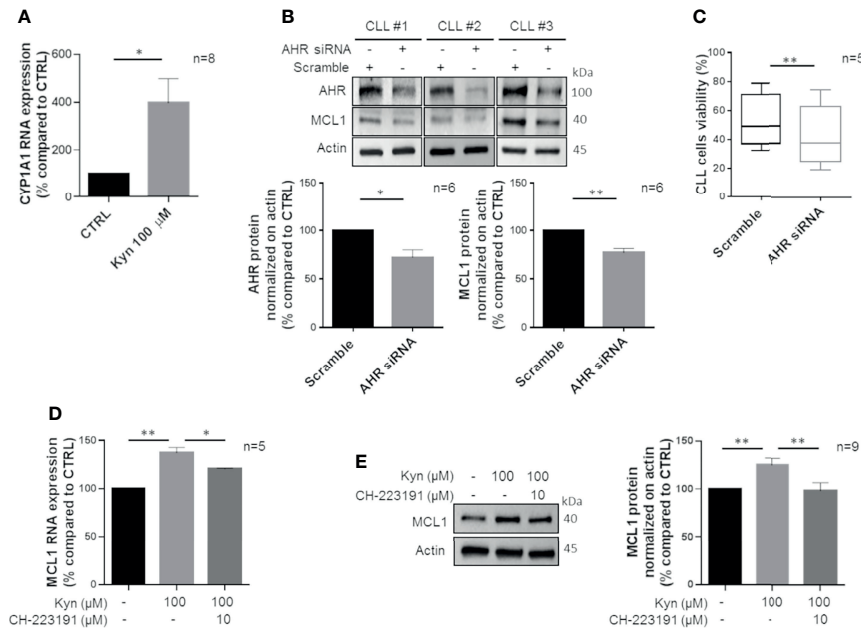 A
CYP1A1 RNA expression
(% compared to CTRL)
600
400
200
0
*
n=8
CTRL
Kyn 100 µM
B
CLL #1 CLL #2 CLL #3
AHR siRNA - + - + - +
Scramble + - + - + -
kDa
AHR 100
MCL1 40
Actin 45
AHR protein
normalized on actin
(% compared to CTRL)
150
100
50
0
*
n=6
Scramble
AHR siRNA
MCL1 protein
normalized on actin
(% compared to CTRL)
150
100
50
0
**
n=6
Scramble
AHR siRNA
C
CLL cells viability (%)
100
80
60
40
20
0
**
n=5
Scramble
AHR siRNA
D
MCL1 RNA expression
(% compared to CTRL)
150
100
50
0
** *
n=5
Kyn (µM) - 100 100
CH-223191 (µM) - - 10
E
Kyn (µM) - 100 100
CH-223191 (µM) - - 10
kDa
MCL1 40
Actin 45
MCL1 protein
normalized on actin
(% compared to CTRL)
150
100
50
0
** **
n=9
Kyn (µM) - 100 100
CH-223191 (µM) - - 10